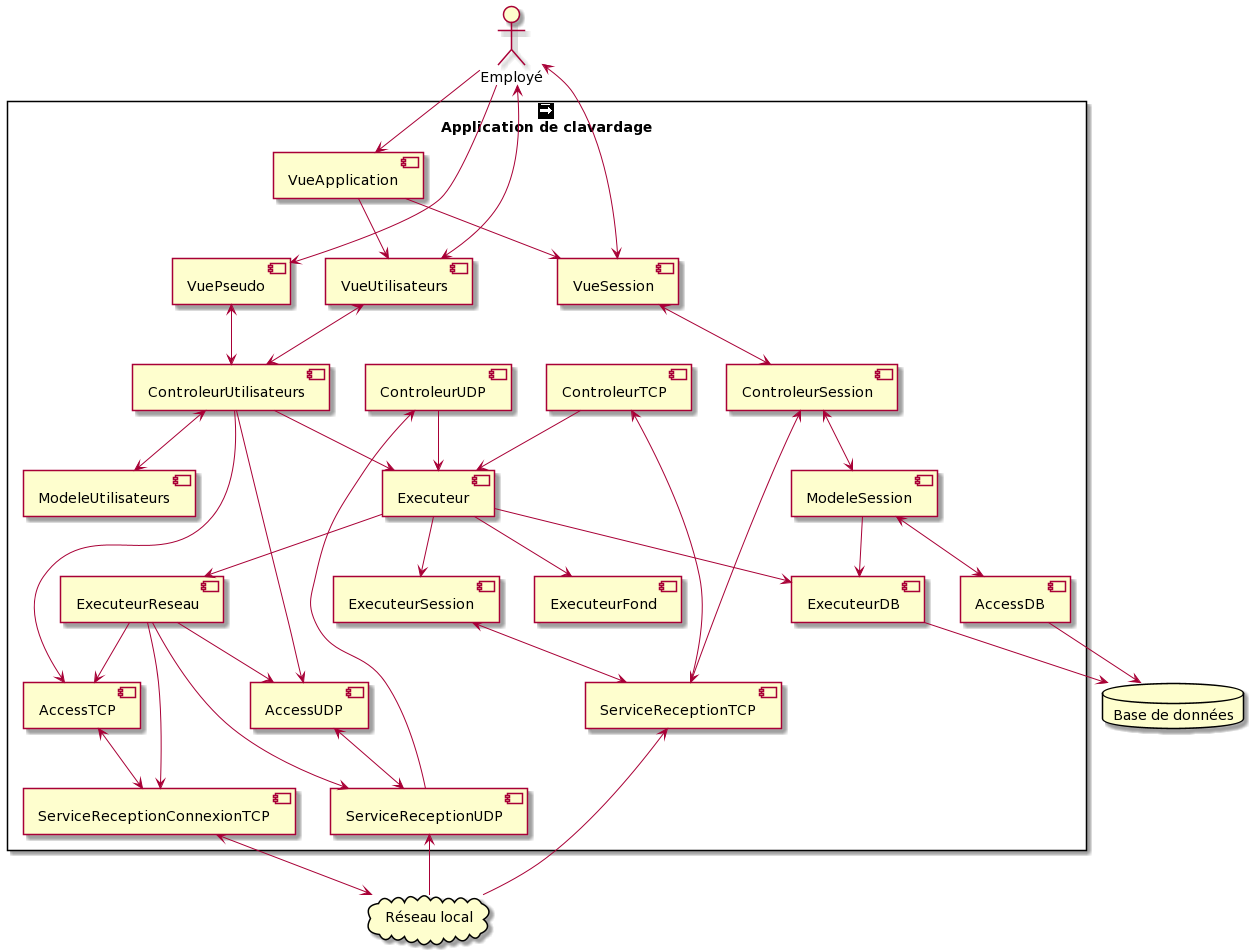 Employé
Application de clavardage
VueApplication
VuePseudo
VueUtilisateurs
VueSession
ControleurUtilisateurs
ControleurUDP
ControleurTCP
ControleurSession
ModeleUtilisateurs
Executeur
ModeleSession
ExecuteurReseau
ExecuteurSession
ExecuteurFond
ExecuteurDB
AccessDB
AccessTCP
AccessUDP
ServiceReceptionTCP
Base de données
ServiceReceptionConnexionTCP
ServiceReceptionUDP
Réseau local